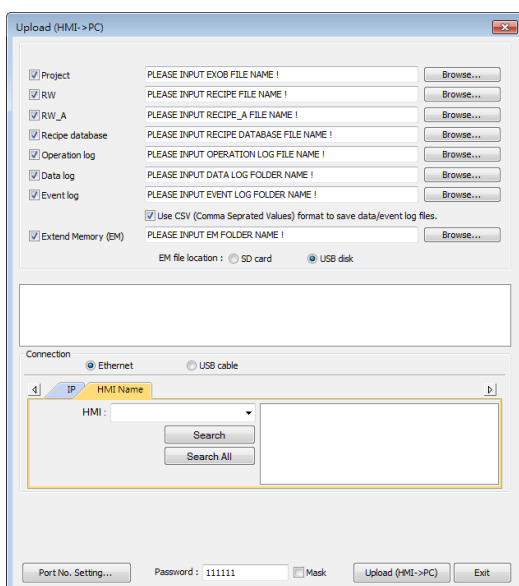 Upload (HMI->PC)
Project PLEASE INPUT EXOB FILE NAME ! Browse...
RW PLEASE INPUT RECIPE FILE NAME ! Browse...
RW_A PLEASE INPUT RECIPE_A FILE NAME ! Browse...
Recipe database PLEASE INPUT RECIPE DATABASE FILE NAME ! Browse...
Operation log PLEASE INPUT OPERATION LOG FILE NAME ! Browse...
Data log PLEASE INPUT DATA LOG FOLDER NAME ! Browse...
Event log PLEASE INPUT EVENT LOG FOLDER NAME ! Browse...
Use CSV (Comma Seprated Values) format to save data/event log files.
Extend Memory (EM) PLEASE INPUT EM FOLDER NAME ! Browse...
EM file location : SD card USB disk
Connection
Ethernet USB cable
IP HMI Name
HMI :
Search
Search All
Port No. Setting... Password : 111111 Mask Upload (HMI->PC) Exit